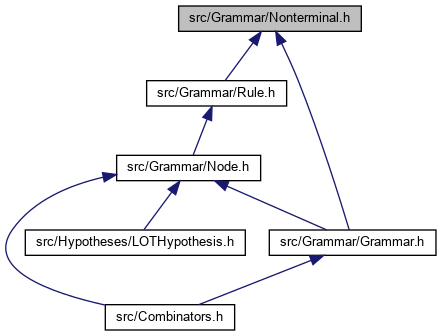 src/Grammar/Nonterminal.h
src/Grammar/Rule.h
src/Grammar/Node.h
src/Hypotheses/LOTHypothesis.h
src/Grammar/Grammar.h
src/Combinators.h